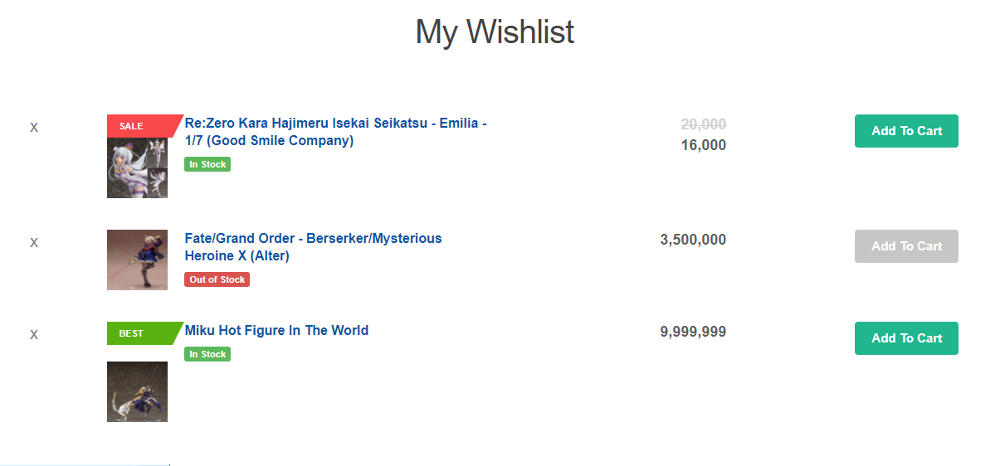 My Wishlist
X
SALE
Re:Zero Kara Hajimeru Isekai Seikatsu - Emilia -
1/7 (Good Smile Company)
In Stock
20,000
16,000
Add To Cart
X
Fate/Grand Order - Berserker/Mysterious
Heroine X (Alter)
Out of Stock
3,500,000
Add To Cart
X
BEST
Miku Hot Figure In The World
In Stock
9,999,999
Add To Cart